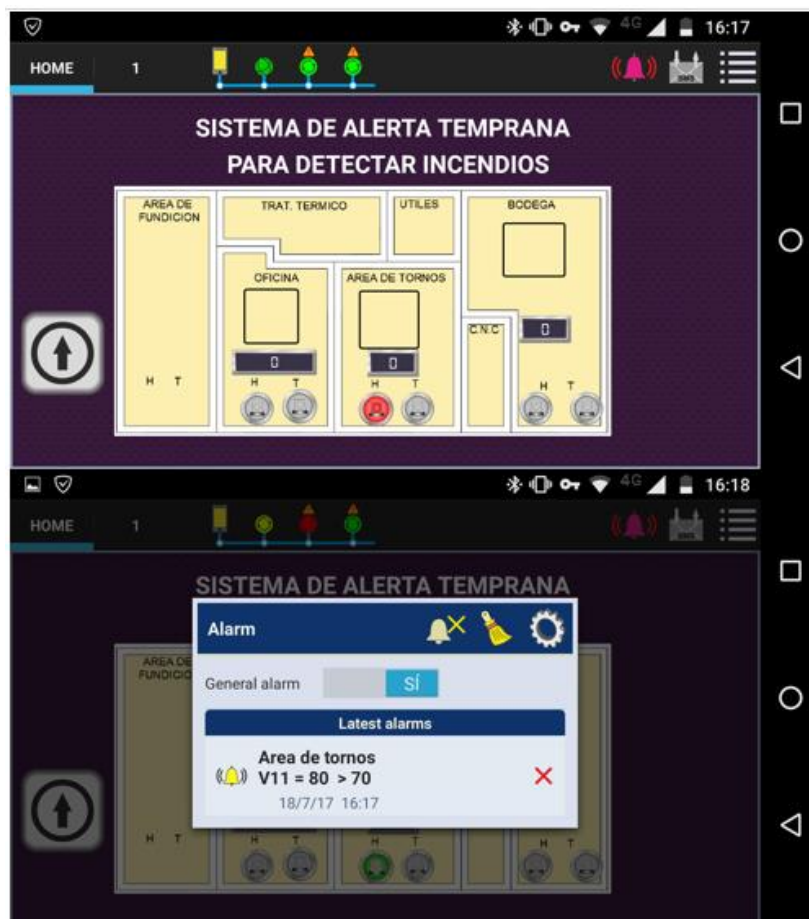 4G 16:17
HOME 1
SISTEMA DE ALERTA TEMPRANA
PARA DETECTAR INCENDIOS
AREA DE
FUNDICION
TRAT. TERMICO
UTILES
BODEGA
OFICINA
AREA DE TORNOS
C.N.C
0
0
0
H T
H T
H T
H T
4G 16:18
HOME 1
SISTEMA DE ALERTA TEMPRANA
AREA DE
FUNDICIO
Alarm
General alarm SÍ
Latest alarms
Area de tornos
V11 = 80 > 70
18/7/17 16:17
H T
H T
H T
H T